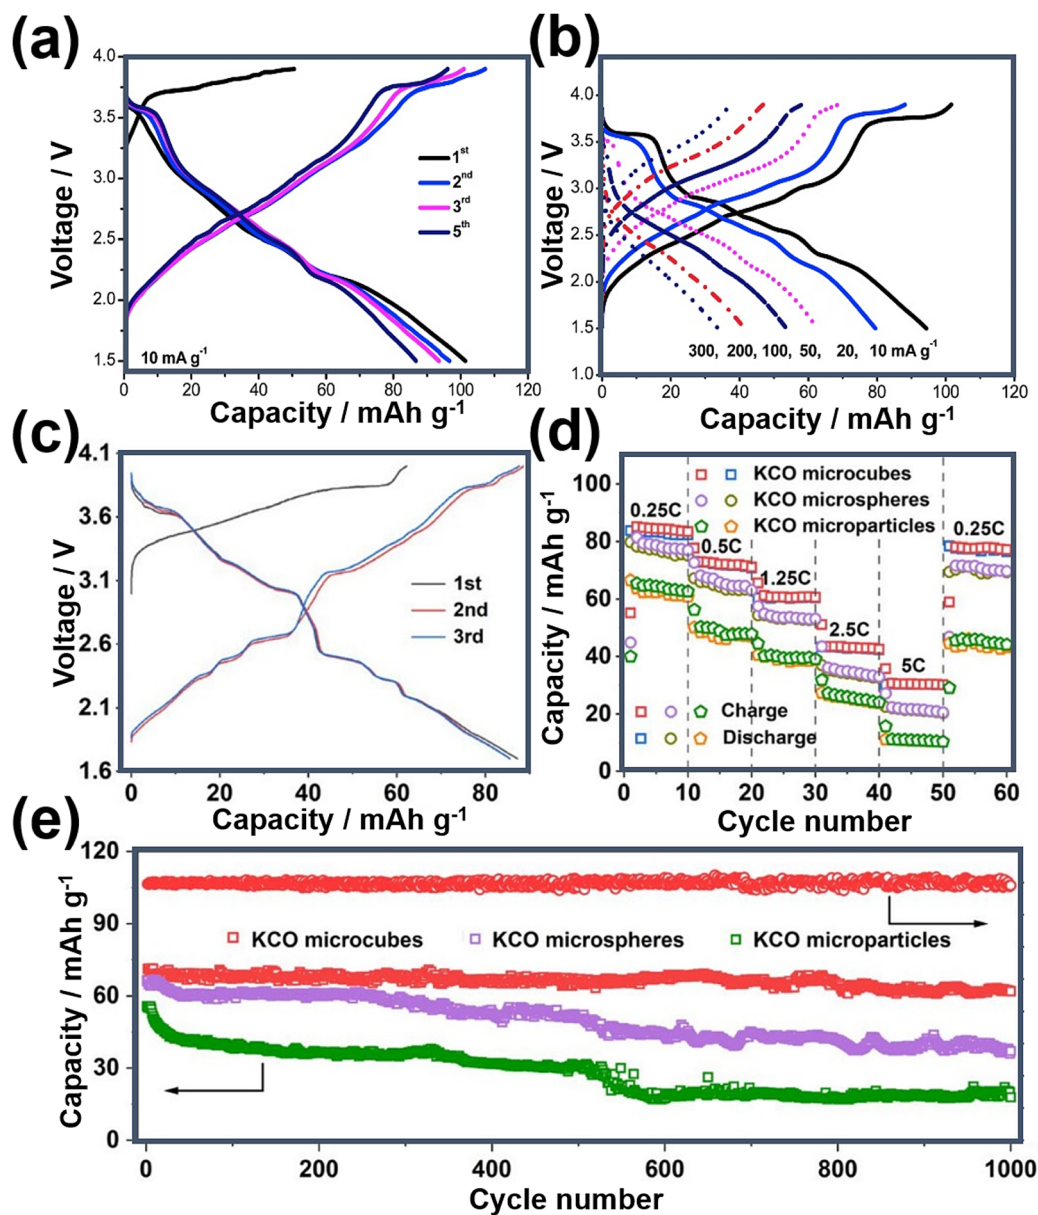 (a)
4.0
3.5
3.0
2.5
2.0
1.5
Voltage / V
1st
2nd
3rd
5th
10 mA g-1
0 20 40 60 80 100 120
Capacity / mAh g-1
(b)
4.0
3.5
3.0
2.5
2.0
1.5
1.0
Voltage / V
300, 200, 100, 50, 20, 10 mA g-1
0 20 40 60 80 100 120
Capacity / mAh g-1
(c)
4.1
3.6
3.1
2.6
2.1
1.6
Voltage / V
1st
2nd
3rd
0 20 40 60 80
Capacity / mAh g-1
(d)
100
80
60
40
20
0
Capacity / mAh g-1
KCO microcubes
KCO microspheres
KCO microparticles
0.25C
0.5C
1.25C
2.5C
5C
0.25C
Charge
Discharge
0 10 20 30 40 50 60
Cycle number
(e)
120
90
60
30
0
Capacity / mAh g-1
KCO microcubes KCO microspheres KCO microparticles
0 200 400 600 800 1000
Cycle number